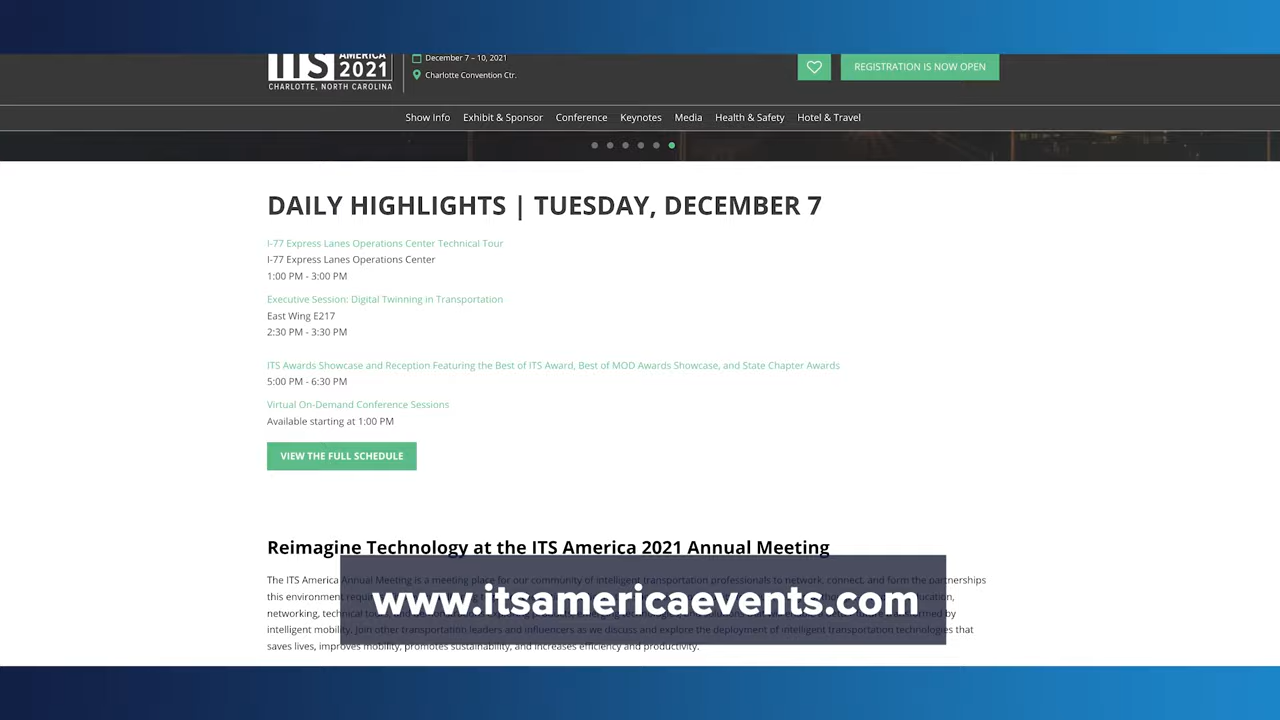 ITS AMERICA
2021
CHARLOTTE, NORTH CAROLINA
December 7 – 10, 2021
Charlotte Convention Ctr.
REGISTRATION IS NOW OPEN
Show Info Exhibit & Sponsor Conference Keynotes Media Health & Safety Hotel & Travel
DAILY HIGHLIGHTS | TUESDAY, DECEMBER 7
I-77 Express Lanes Operations Center Technical Tour
I-77 Express Lanes Operations Center
1:00 PM - 3:00 PM
Executive Session: Digital Twinning in Transportation
East Wing E217
2:30 PM - 3:30 PM
ITS Awards Showcase and Reception Featuring the Best of ITS Award, Best of MOD Awards Showcase, and State Chapter Awards
5:00 PM - 6:30 PM
Virtual On-Demand Conference Sessions
Available starting at 1:00 PM
VIEW THE FULL SCHEDULE
Reimagine Technology at the ITS America 2021 Annual Meeting
The ITS America Annual Meeting is a meeting place for our community of intelligent transportation professionals to network, connect, and form the partnerships
this environment
networking,
intelligent mobility. Join other transportation leaders and influencers as we discuss and explore the deployment of intelligent transportation technologies that
saves lives, improves mobility, promotes sustainability, and increases efficiency and productivity.
www.itsamericaevents.com